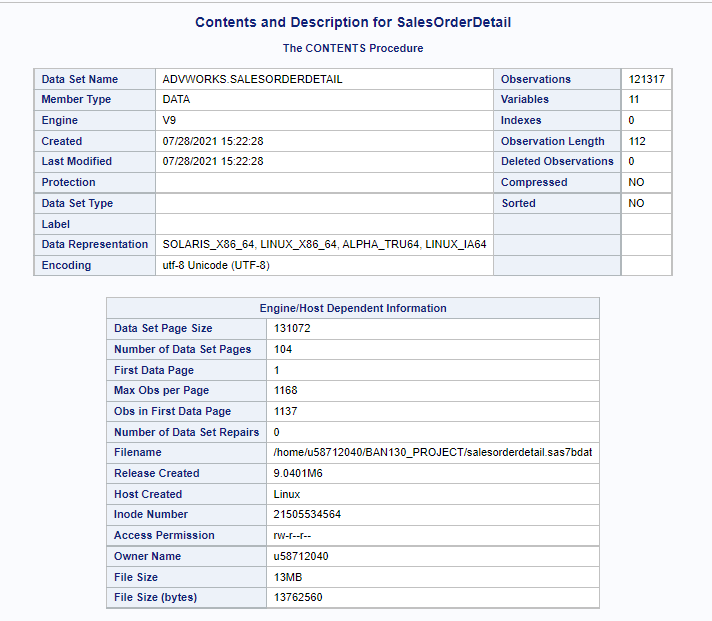 Contents and Description for SalesOrderDetail
The CONTENTS Procedure
Data Set Name ADVWORKS.SALESORDERDETAIL Observations 121317
Member Type DATA Variables 11
Engine V9 Indexes 0
Created 07/28/2021 15:22:28 Observation Length 112
Last Modified 07/28/2021 15:22:28 Deleted Observations 0
Protection Compressed NO
Data Set Type Sorted NO
Label
Data Representation SOLARIS_X86_64, LINUX_X86_64, ALPHA_TRU64, LINUX_IA64
Encoding utf-8 Unicode (UTF-8)
Engine/Host Dependent Information
Data Set Page Size 131072
Number of Data Set Pages 104
First Data Page 1
Max Obs per Page 1168
Obs in First Data Page 1137
Number of Data Set Repairs 0
Filename /home/u58712040/BAN130_PROJECT/salesorderdetail.sas7bdat
Release Created 9.0401M6
Host Created Linux
Inode Number 21505534564
Access Permission rw-r--r--
Owner Name u58712040
File Size 13MB
File Size (bytes) 13762560